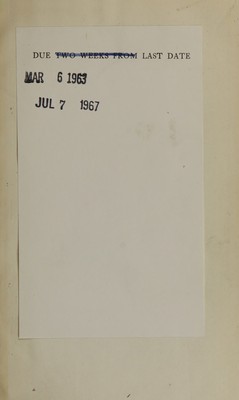 DUE TWO WEEKS FROM LAST DATE
MAR 6 1963
JUL 7 1967